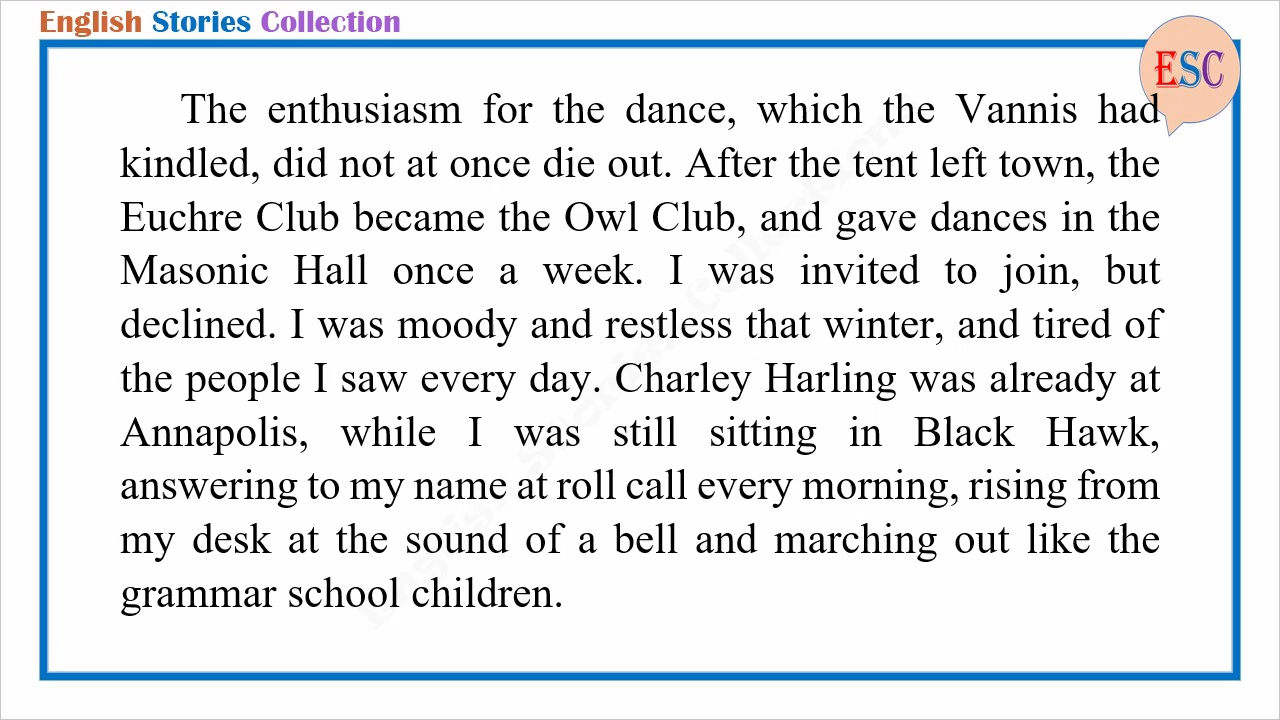 English Stories Collection
ESC
The enthusiasm for the dance, which the Vannis had
kindled, did not at once die out. After the tent left town, the
Euchre Club became the Owl Club, and gave dances in the
Masonic Hall once a week. I was invited to join, but
declined. I was moody and restless that winter, and tired of
the people I saw every day. Charley Harling was already at
Annapolis, while I was still sitting in Black Hawk,
answering to my name at roll call every morning, rising from
my desk at the sound of a bell and marching out like the
grammar school children.
English Stories Collection